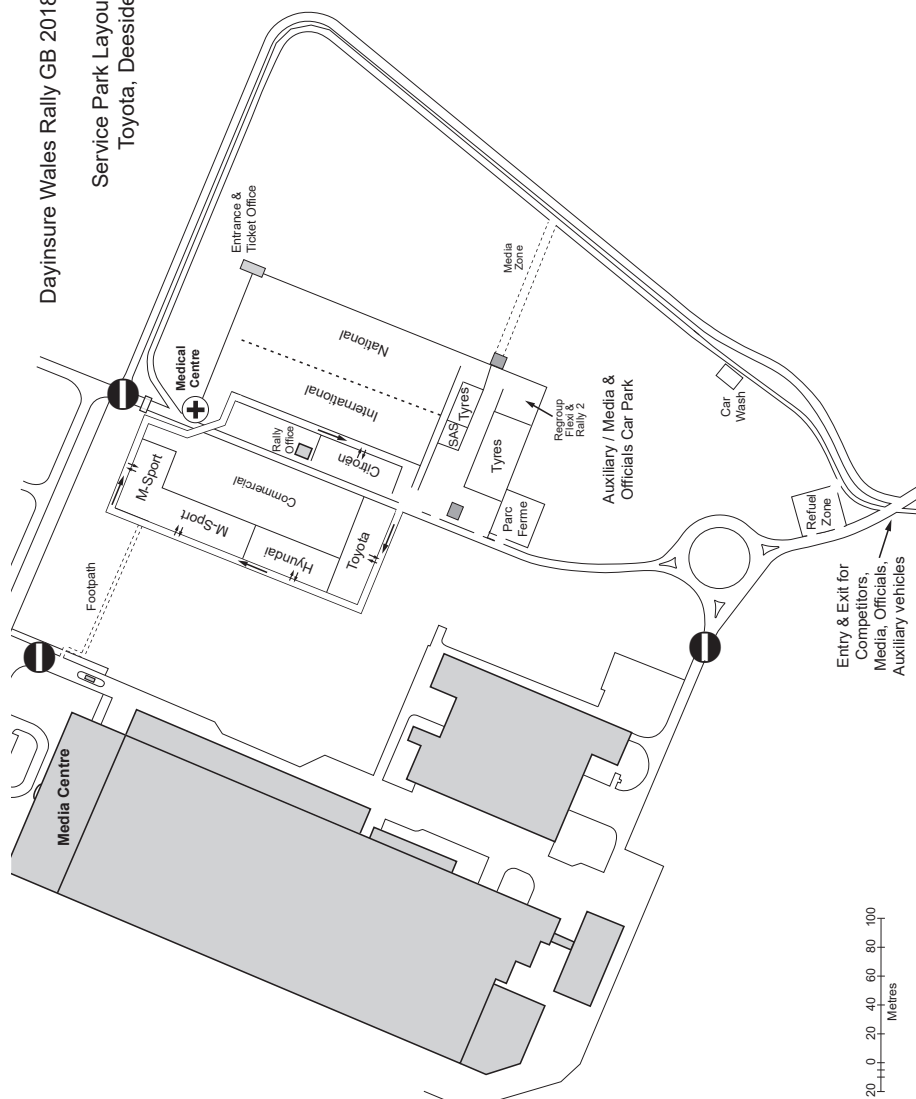 Dayinsure Wales Rally GB 2018
Service Park Layou
Toyota, Deeside
Entrance &
Ticket Office
Medical
Centre
National
International
Media
Zone
Rally
Office
Citroën
SAS
Tyres
Tyres
Regroup
Flexi &
Rally 2
M-Sport
Commercial
M-Sport
Hyundai
Toyota
Parc
Ferme
Auxiliary / Media &
Officials Car Park
Car
Wash
Refuel
Zone
Footpath
Entry & Exit for
Competitors,
Media, Officials,
Auxiliary vehicles
Media Centre
20 0 20 40 60 80 100
Metres